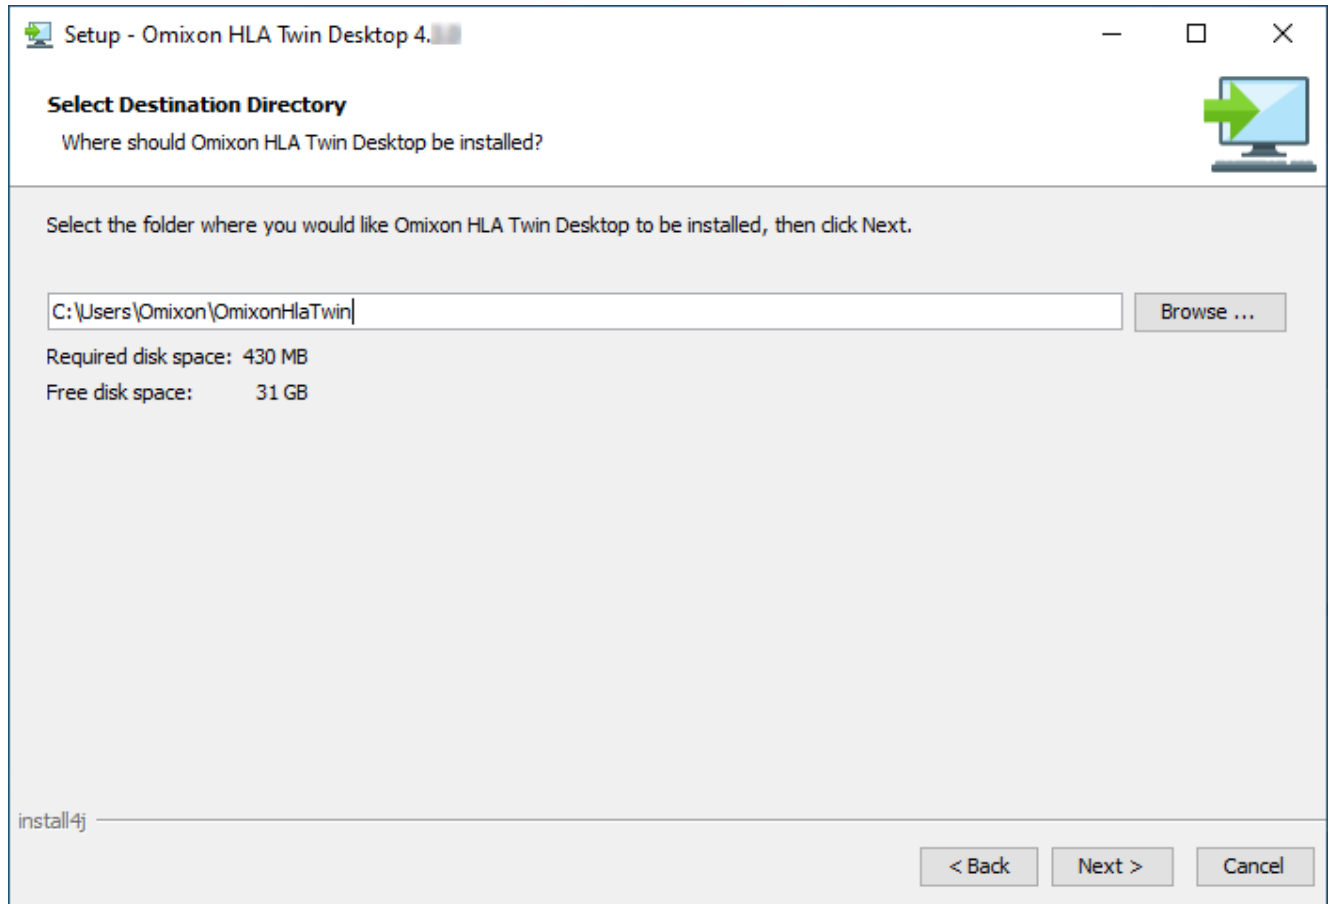 Setup - Omixon HLA Twin Desktop 4.
Select Destination Directory
Where should Omixon HLA Twin Desktop be installed?
Select the folder where you would like Omixon HLA Twin Desktop to be installed, then click Next.
C:\Users\Omixon\OmixonHlaTwin
Browse ...
Required disk space: 430 MB
Free disk space: 31 GB
install4j
< Back Next > Cancel